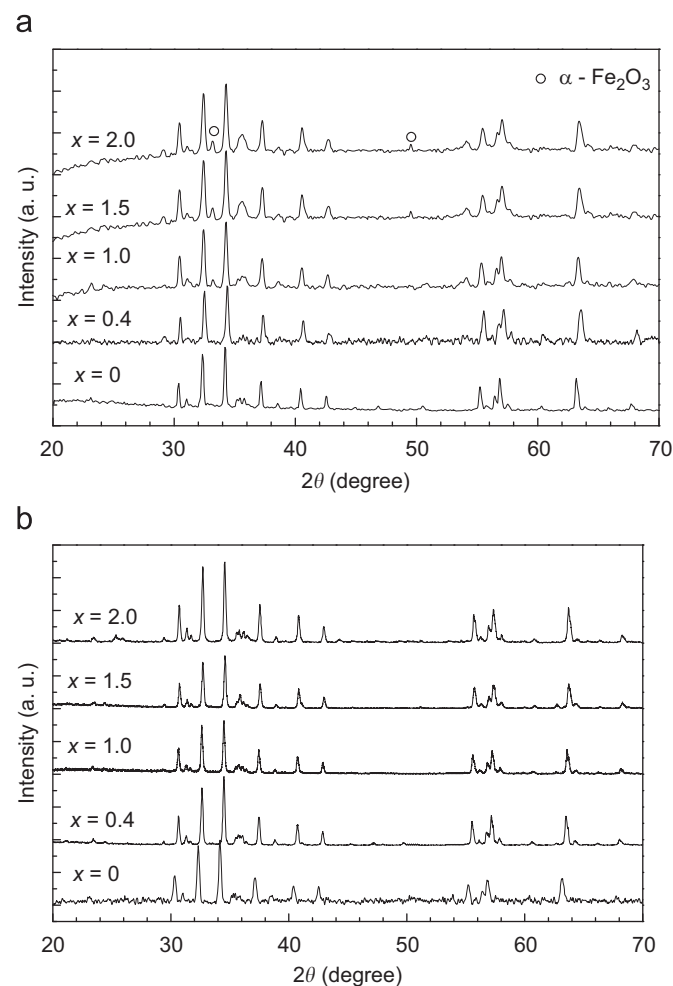 a
○ α - Fe₂O₃
x = 2.0
x = 1.5
x = 1.0
x = 0.4
x = 0
Intensity (a. u.)
20 30 40 50 60 70
2θ (degree)
b
x = 2.0
x = 1.5
x = 1.0
x = 0.4
x = 0
Intensity (a. u.)
20 30 40 50 60 70
2θ (degree)